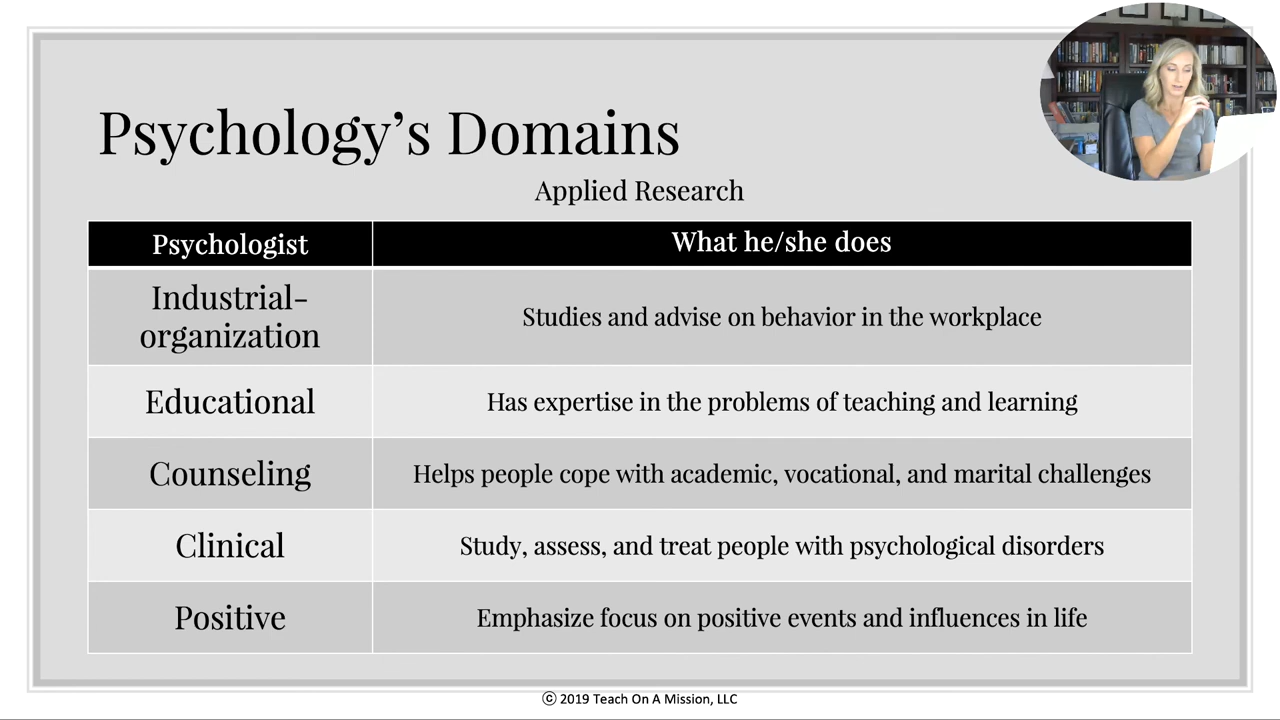 Psychology’s Domains
Applied Research
Psychologist
What he/she does
Industrial-
organization
Studies and advise on behavior in the workplace
Educational
Has expertise in the problems of teaching and learning
Counseling
Helps people cope with academic, vocational, and marital challenges
Clinical
Study, assess, and treat people with psychological disorders
Positive
Emphasize focus on positive events and influences in life
ⓒ 2019 Teach On A Mission, LLC